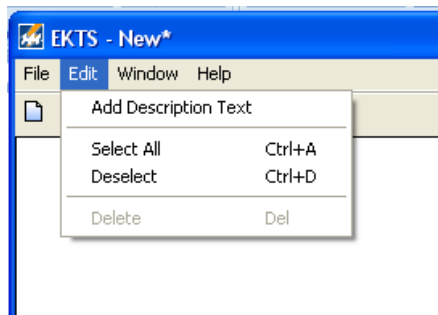 EKTS - New*
File Edit Window Help
Add Description Text
Select All Ctrl+A
Deselect Ctrl+D
Delete Del